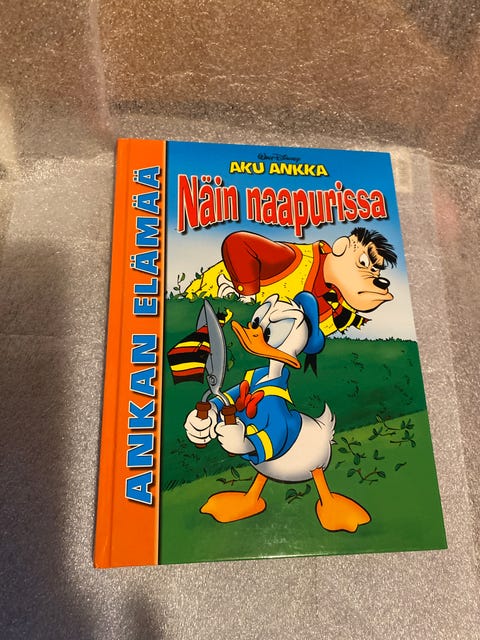 Walt Disney
AKU ANKKA
Näin naapurissa
ANKAN ELÄMÄÄ